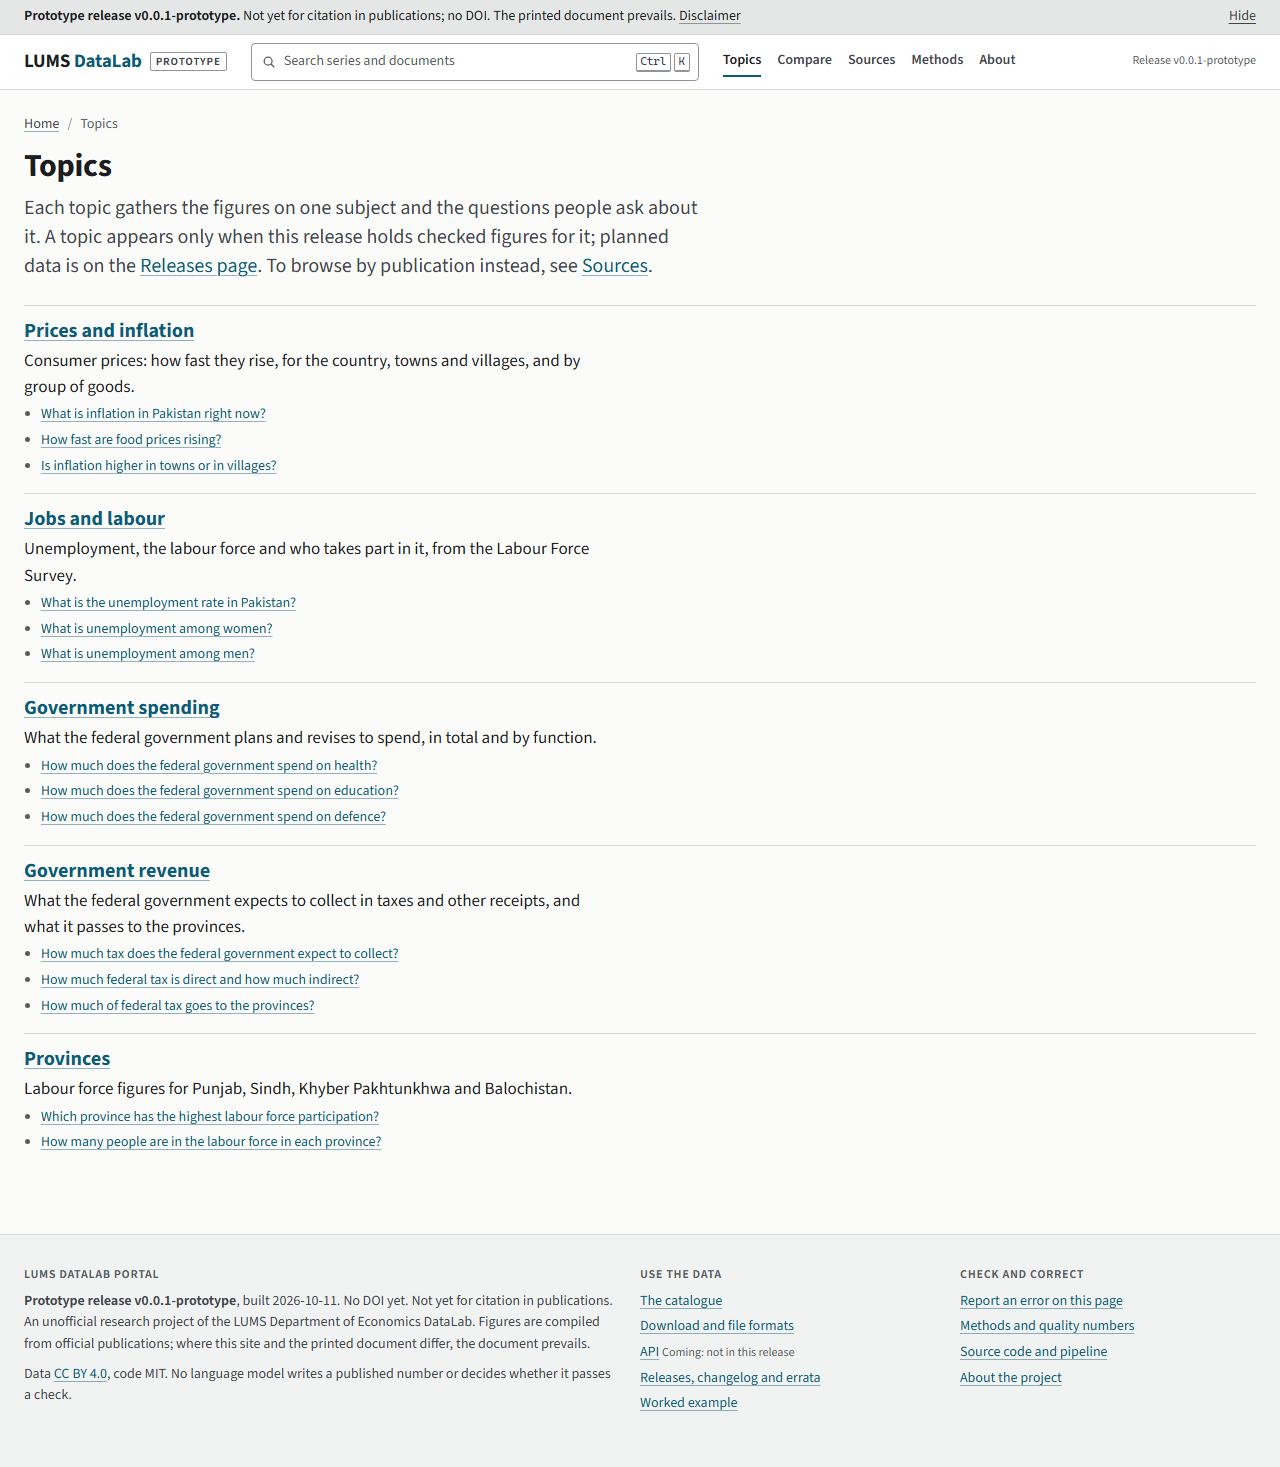 Prototype release v0.0.1-prototype. Not yet for citation in publications; no DOI. The printed document prevails. Disclaimer
Hide
LUMS DataLab PROTOTYPE
Search series and documents Ctrl K
Topics Compare Sources Methods About
Release v0.0.1-prototype
Home / Topics
Topics
Each topic gathers the figures on one subject and the questions people ask about
it. A topic appears only when this release holds checked figures for it; planned
data is on the Releases page. To browse by publication instead, see Sources.
Prices and inflation
Consumer prices: how fast they rise, for the country, towns and villages, and by
group of goods.
What is inflation in Pakistan right now?
How fast are food prices rising?
Is inflation higher in towns or in villages?
Jobs and labour
Unemployment, the labour force and who takes part in it, from the Labour Force
Survey.
What is the unemployment rate in Pakistan?
What is unemployment among women?
What is unemployment among men?
Government spending
What the federal government plans and revises to spend, in total and by function.
How much does the federal government spend on health?
How much does the federal government spend on education?
How much does the federal government spend on defence?
Government revenue
What the federal government expects to collect in taxes and other receipts, and
what it passes to the provinces.
How much tax does the federal government expect to collect?
How much federal tax is direct and how much indirect?
How much of federal tax goes to the provinces?
Provinces
Labour force figures for Punjab, Sindh, Khyber Pakhtunkhwa and Balochistan.
Which province has the highest labour force participation?
How many people are in the labour force in each province?
LUMS DATALAB PORTAL
Prototype release v0.0.1-prototype, built 2026-10-11. No DOI yet. Not yet for citation in publications.
An unofficial research project of the LUMS Department of Economics DataLab. Figures are compiled
from official publications; where this site and the printed document differ, the document prevails.
Data CC BY 4.0, code MIT. No language model writes a published number or decides whether it passes
a check.
USE THE DATA
The catalogue
Download and file formats
API Coming: not in this release
Releases, changelog and errata
Worked example
CHECK AND CORRECT
Report an error on this page
Methods and quality numbers
Source code and pipeline
About the project